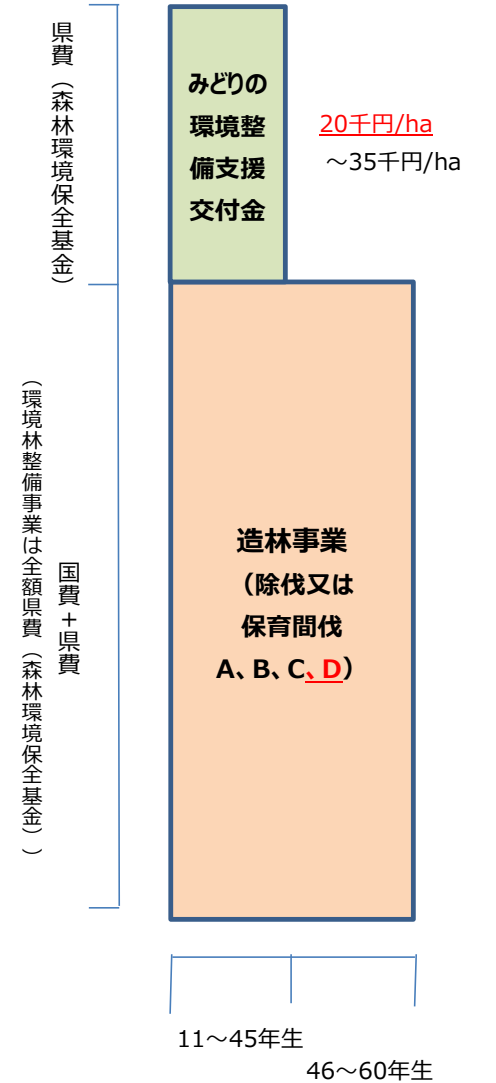 県費（森林環境保全基金）
みどりの
環境整
備支援
交付金
20千円/ha
～35千円/ha
（環境林整備事業は全額県費（森林環境保全基金））
国費＋県費
造林事業
（除伐又は
保育間伐
A、B、C、D）
11～45年生
46～60年生